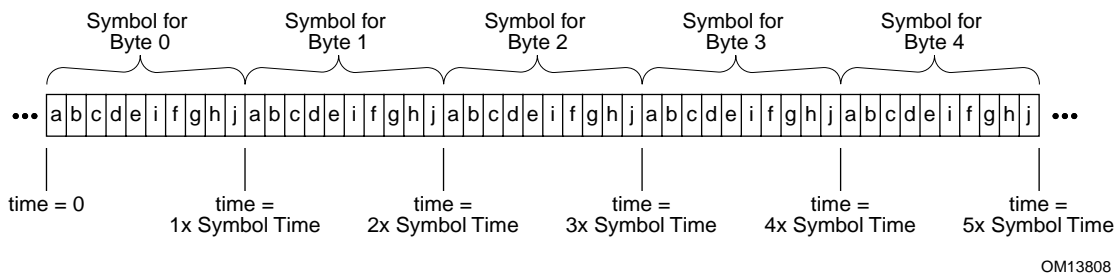 Symbol for Byte 0
Symbol for Byte 1
Symbol for Byte 2
Symbol for Byte 3
Symbol for Byte 4
••• a b c d e i f g h j a b c d e i f g h j a b c d e i f g h j a b c d e i f g h j a b c d e i f g h j •••
time = 0
time = 1x Symbol Time
time = 2x Symbol Time
time = 3x Symbol Time
time = 4x Symbol Time
time = 5x Symbol Time
OM13808